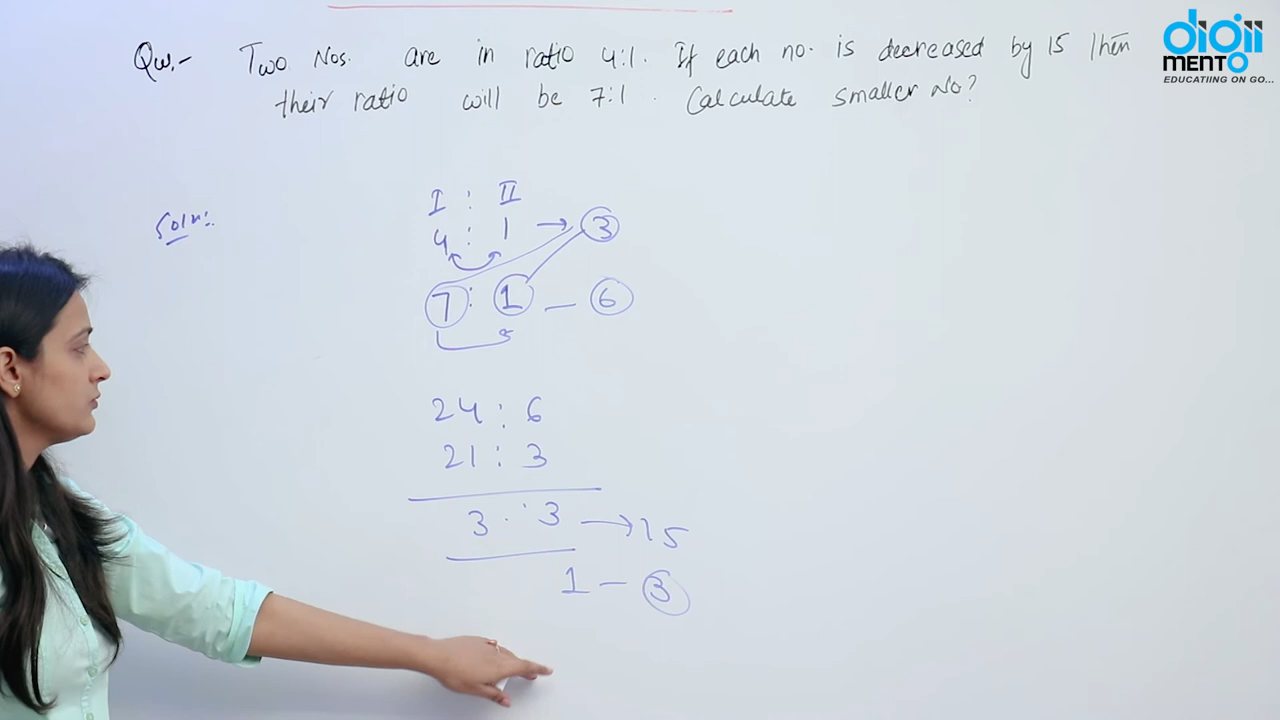 Qw.- Two Nos. are in ratio 4:1. If each no. is decreased by 15 then
their ratio will be 7:1. Calculate smaller No?
digii
MENTO
EDUCATIING ON GO...
Soln:
I : II
4 : 1 → 3
7 : 1 — 6
24 : 6
21 : 3
3 : 3 → 15
1 — 3